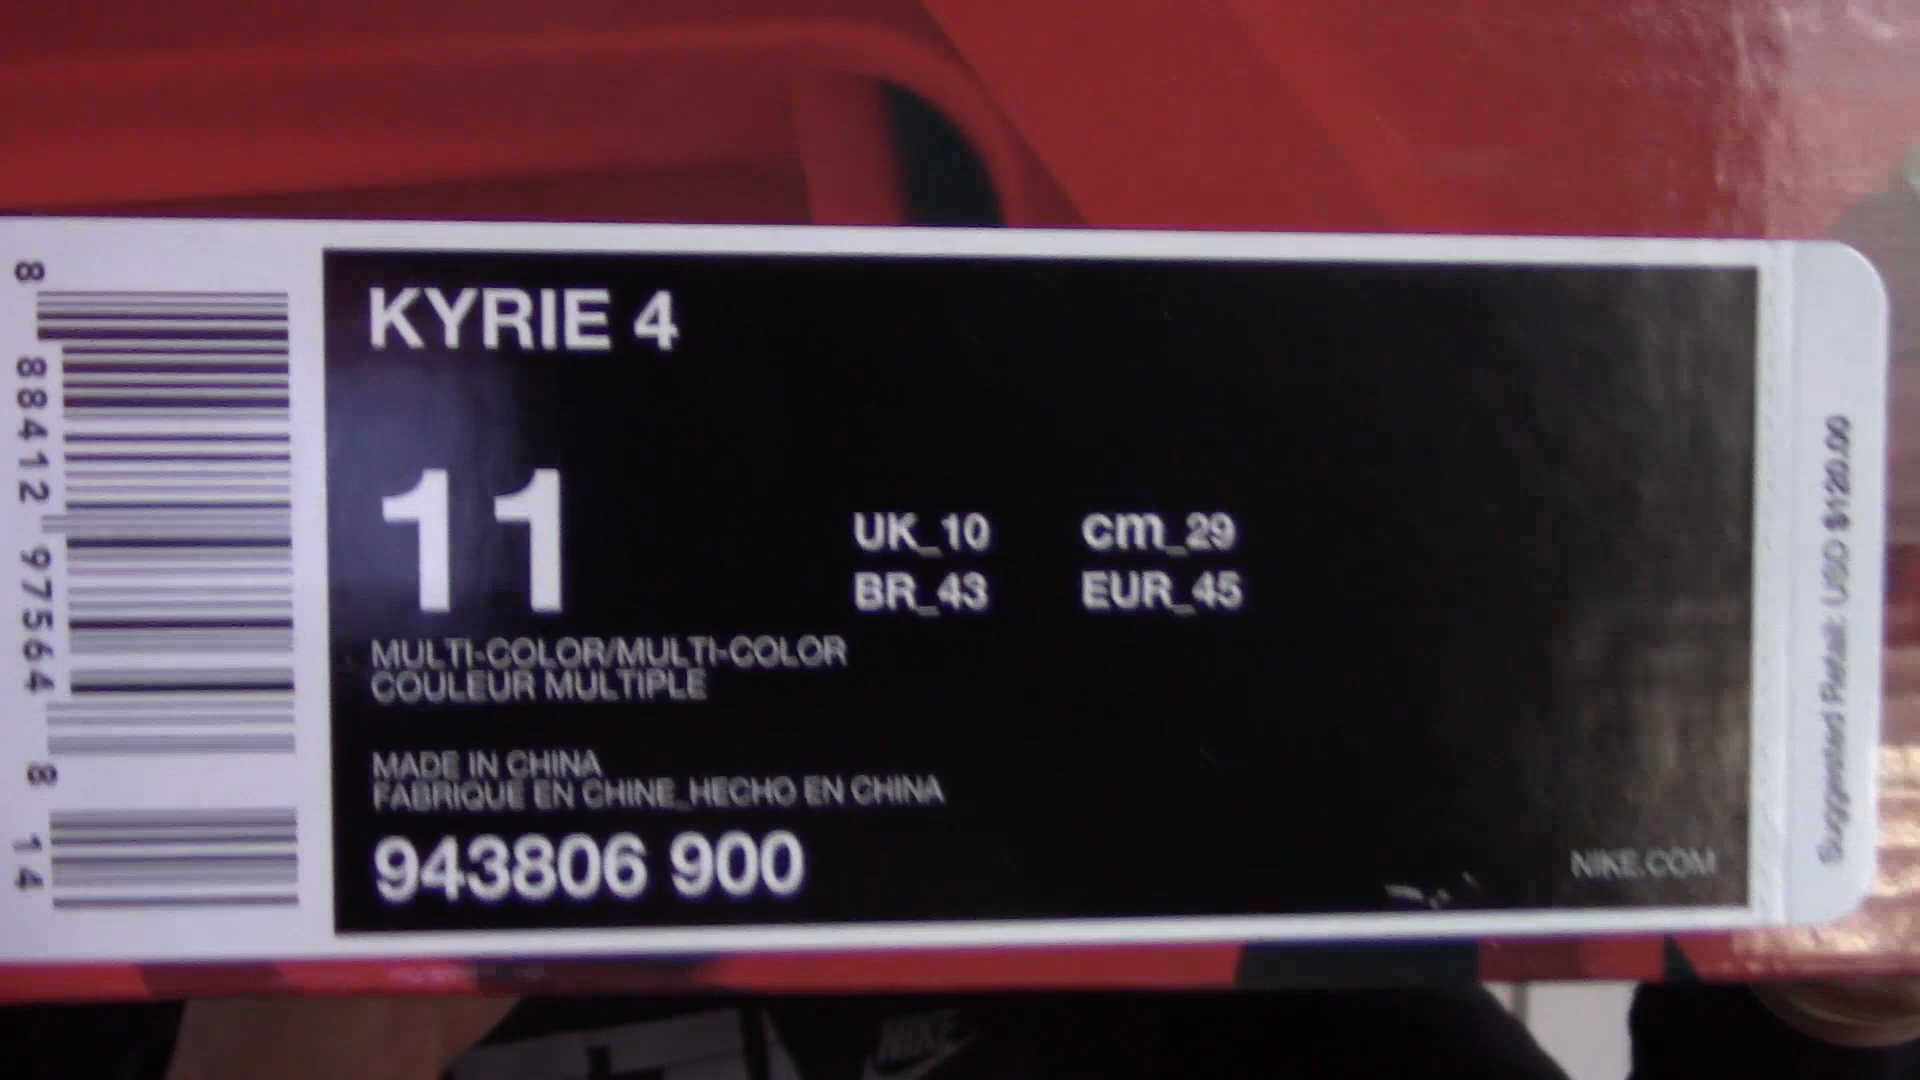 KYRIE 4
11
UK_10 cm_29
BR_43 EUR_45
MULTI-COLOR/MULTI-COLOR
COULEUR MULTIPLE
MADE IN CHINA
FABRIQUE EN CHINE_HECHO EN CHINA
943806 900
NIKE.COM
8 88412 97564 8 14
Suggested Retail: USD $120.00
NIKE